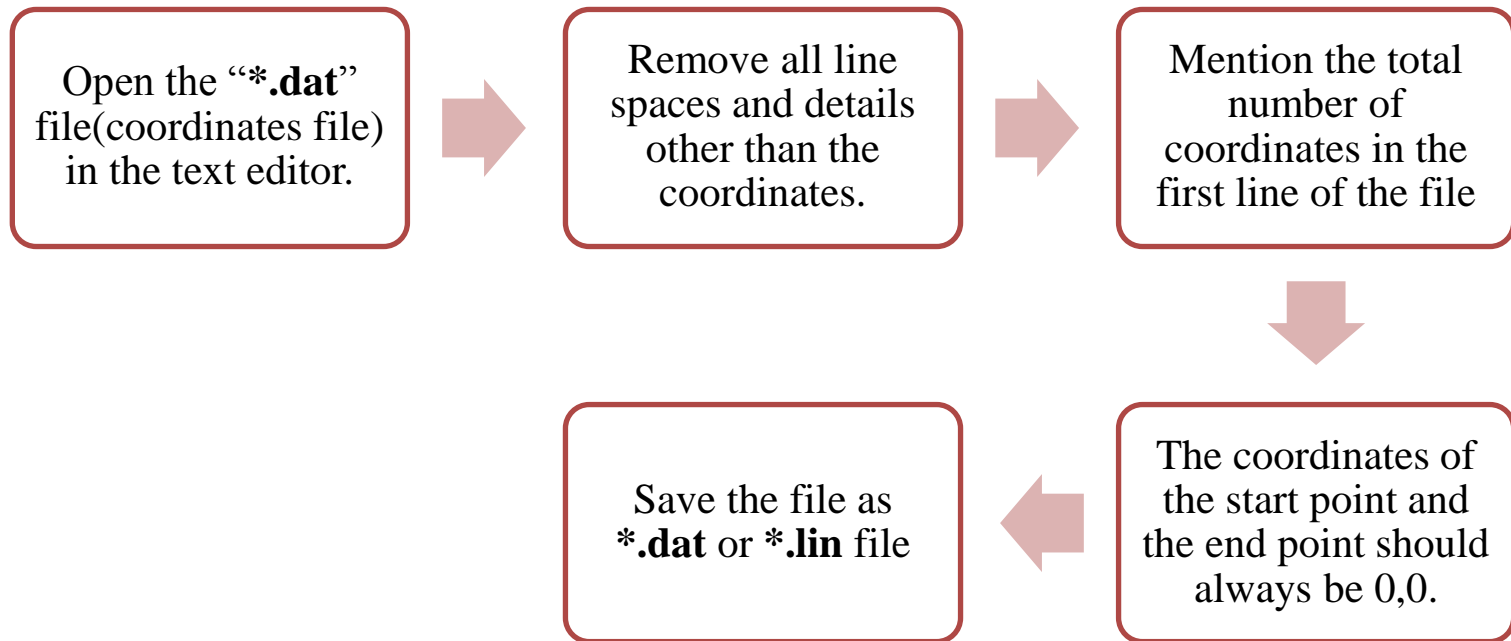 Open the “*.dat”
file(coordinates file)
in the text editor.
Remove all line
spaces and details
other than the
coordinates.
Mention the total
number of
coordinates in the
first line of the file
The coordinates of
the start point and
the end point should
always be 0,0.
Save the file as
*.dat or *.lin file